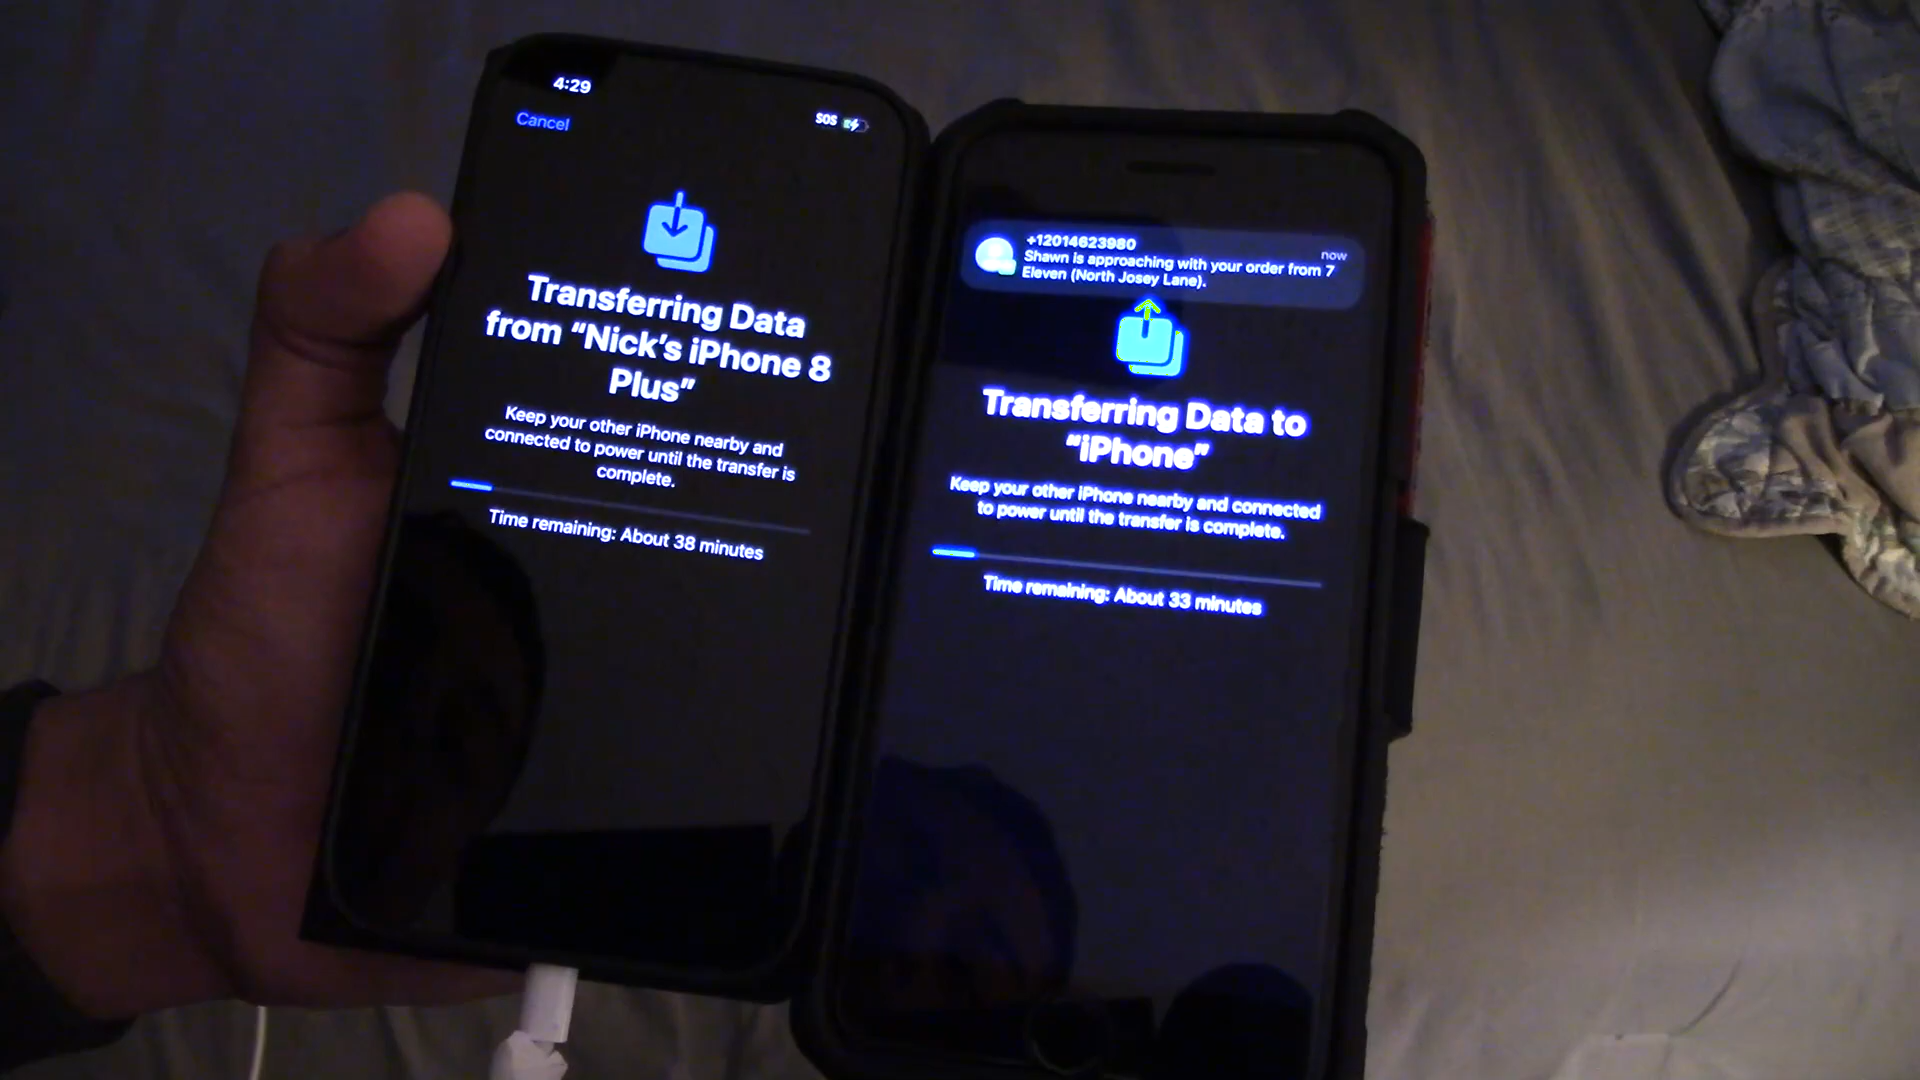 4:29
SOS
Cancel
Transferring Data
from “Nick’s iPhone 8
Plus”
Keep your other iPhone nearby and
connected to power until the transfer is
complete.
Time remaining: About 38 minutes
+12014623980
now
Shawn is approaching with your order from 7
Eleven (North Josey Lane).
Transferring Data to
“iPhone”
Keep your other iPhone nearby and connected
to power until the transfer is complete.
Time remaining: About 33 minutes